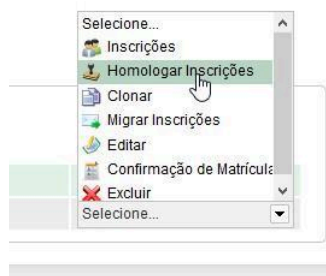 Selecione...
Inscrições
Homologar Inscrições
Clonar
Migrar Inscrições
Editar
Confirmação de Matrícula
Excluir
Selecione...